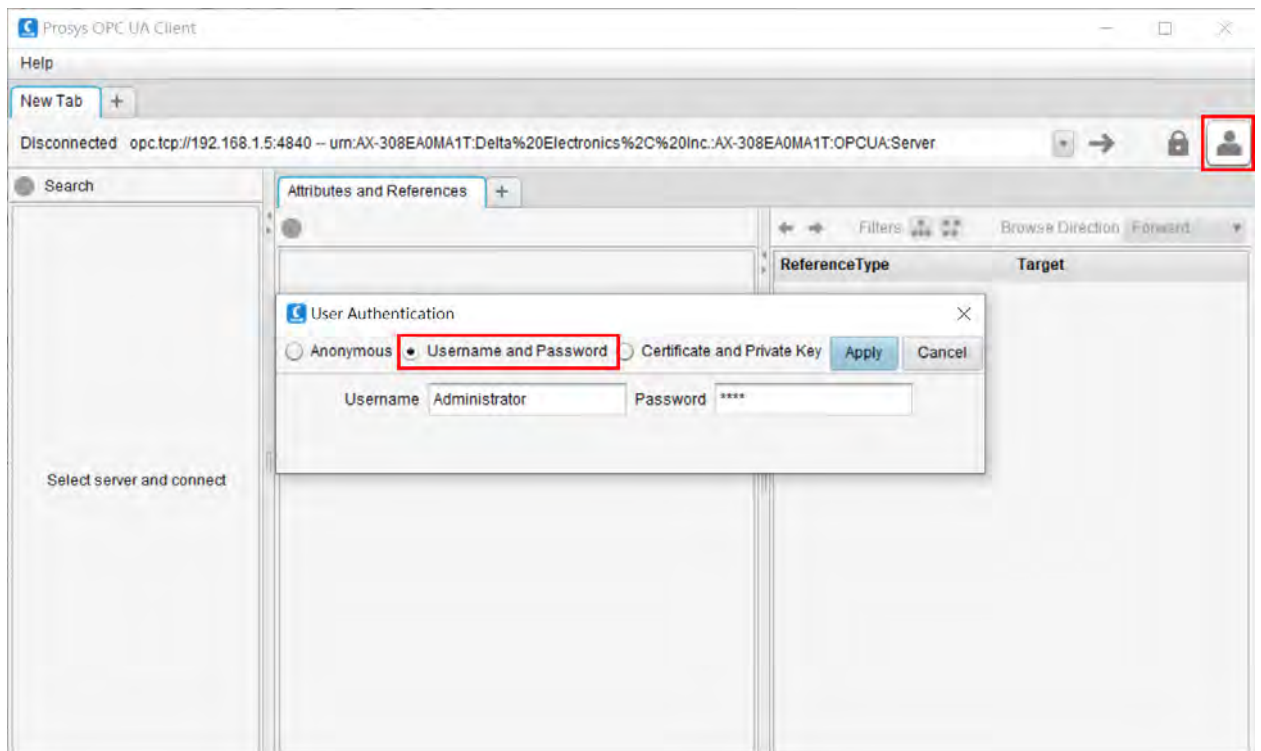 Prosys OPC UA Client
Help
New Tab +
Disconnected opc.tcp://192.168.1.5:4840 -- urn:AX-308EA0MA1T:Delta%20Electronics%2C%20Inc.:AX-308EA0MA1T:OPCUA:Server
Search
Attributes and References +
Filters Browse Direction Forward
ReferenceType Target
User Authentication
Anonymous Username and Password Certificate and Private Key Apply Cancel
Username Administrator Password ****
Select server and connect